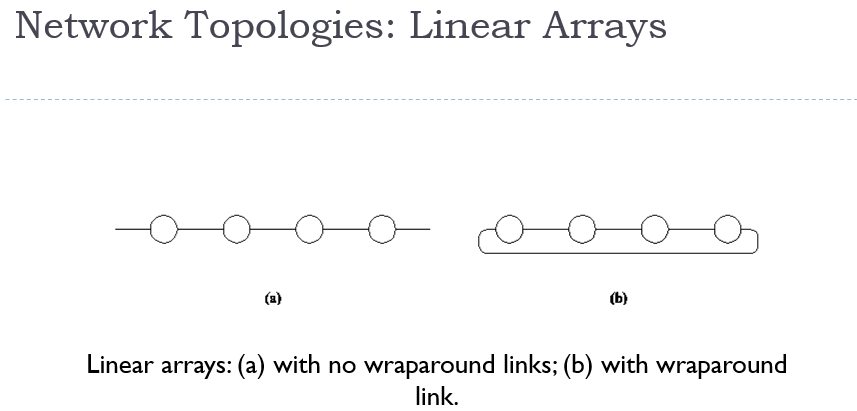 Network Topologies: Linear Arrays
(a)
(b)
Linear arrays: (a) with no wraparound links; (b) with wraparound
link.